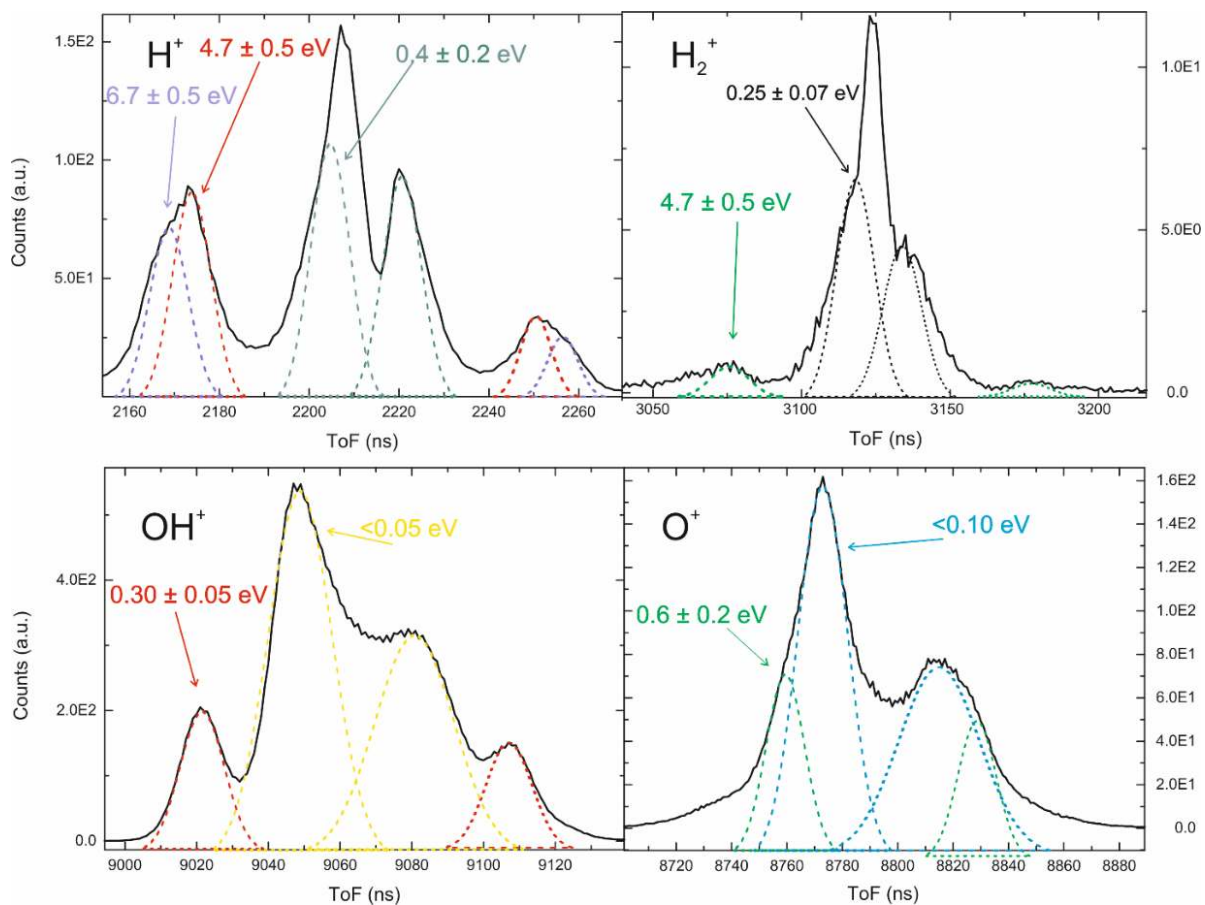 H+
4.7 ± 0.5 eV
0.4 ± 0.2 eV
6.7 ± 0.5 eV
1.5E2
1.0E2
5.0E1
Counts (a.u.)
2160 2180 2200 2220 2240 2260
ToF (ns)
H2+
0.25 ± 0.07 eV
4.7 ± 0.5 eV
1.0E1
5.0E0
0.0
3050 3100 3150 3200
ToF (ns)
OH+
<0.05 eV
0.30 ± 0.05 eV
4.0E2
2.0E2
0.0
Counts (a.u.)
9000 9020 9040 9060 9080 9100 9120
ToF (ns)
O+
<0.10 eV
0.6 ± 0.2 eV
1.6E2
1.4E2
1.2E2
1.0E2
8.0E1
6.0E1
4.0E1
2.0E1
0.0
8720 8740 8760 8780 8800 8820 8840 8860 8880
ToF (ns)